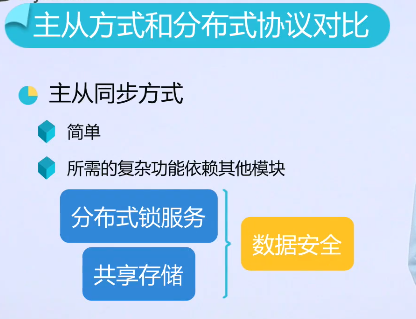 主从方式和分布式协议对比
主从同步方式
简单
所需的复杂功能依赖其他模块
分布式锁服务
数据安全
共享存储